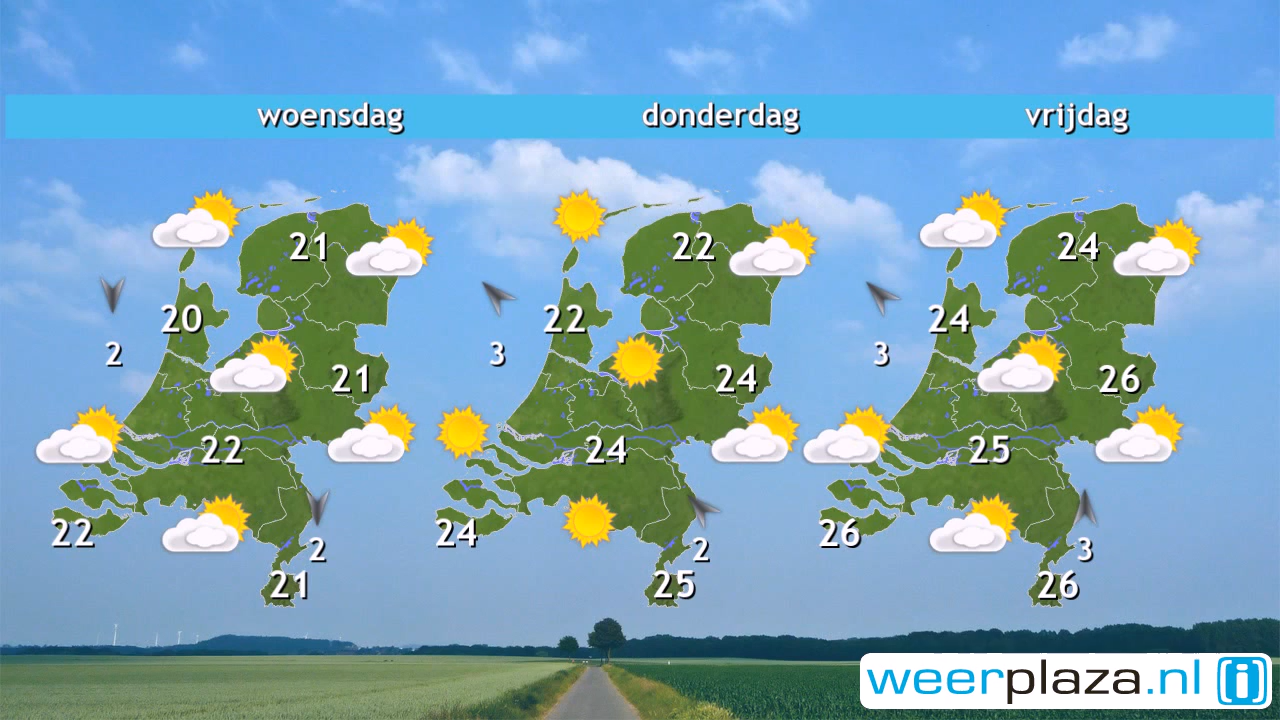 woensdag donderdag vrijdag
21 22 24
20 22 24
2 3 3
21 24 26
22 24 25
22 24 26
2 2 3
21 25 26
weerplaza.nl i